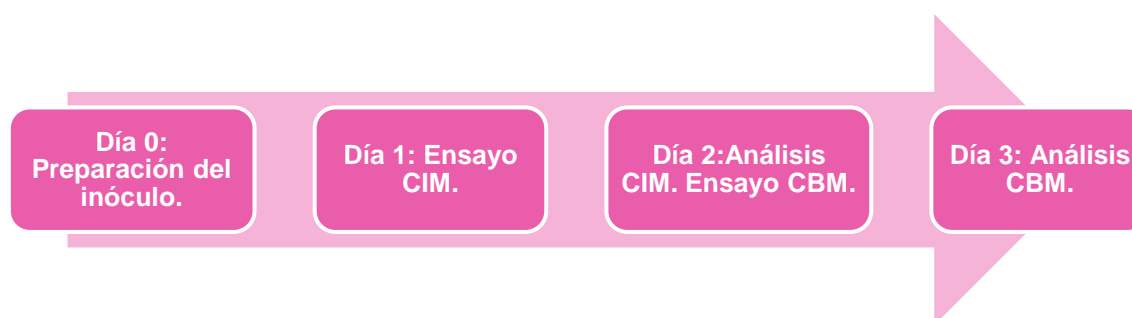 Día 0:
Preparación del
inóculo.
Día 1: Ensayo
CIM.
Día 2:Análisis
CIM. Ensayo CBM.
Día 3: Análisis
CBM.